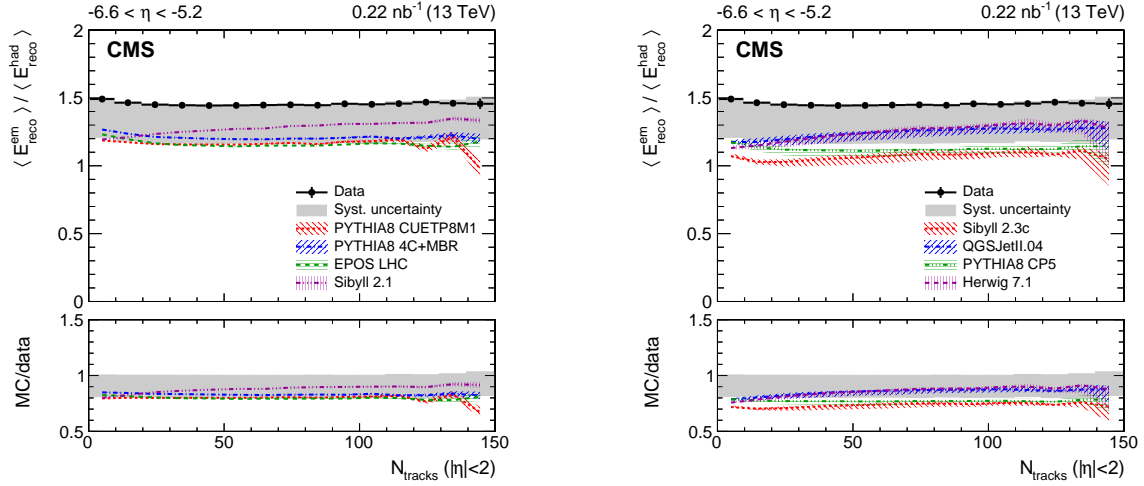 -6.6 < η < -5.2 0.22 nb⁻¹ (13 TeV)
CMS
⟨ E^em_reco ⟩ / ⟨ E^had_reco ⟩
2
1.5
1
0.5
0
Data
Syst. uncertainty
PYTHIA8 CUETP8M1
PYTHIA8 4C+MBR
EPOS LHC
Sibyll 2.1
MC/data
1.5
1
0.5
0 50 100 150
N_tracks (|η|<2)
-6.6 < η < -5.2 0.22 nb⁻¹ (13 TeV)
CMS
⟨ E^em_reco ⟩ / ⟨ E^had_reco ⟩
2
1.5
1
0.5
0
Data
Syst. uncertainty
Sibyll 2.3c
QGSJetII.04
PYTHIA8 CP5
Herwig 7.1
MC/data
1.5
1
0.5
0 50 100 150
N_tracks (|η|<2)